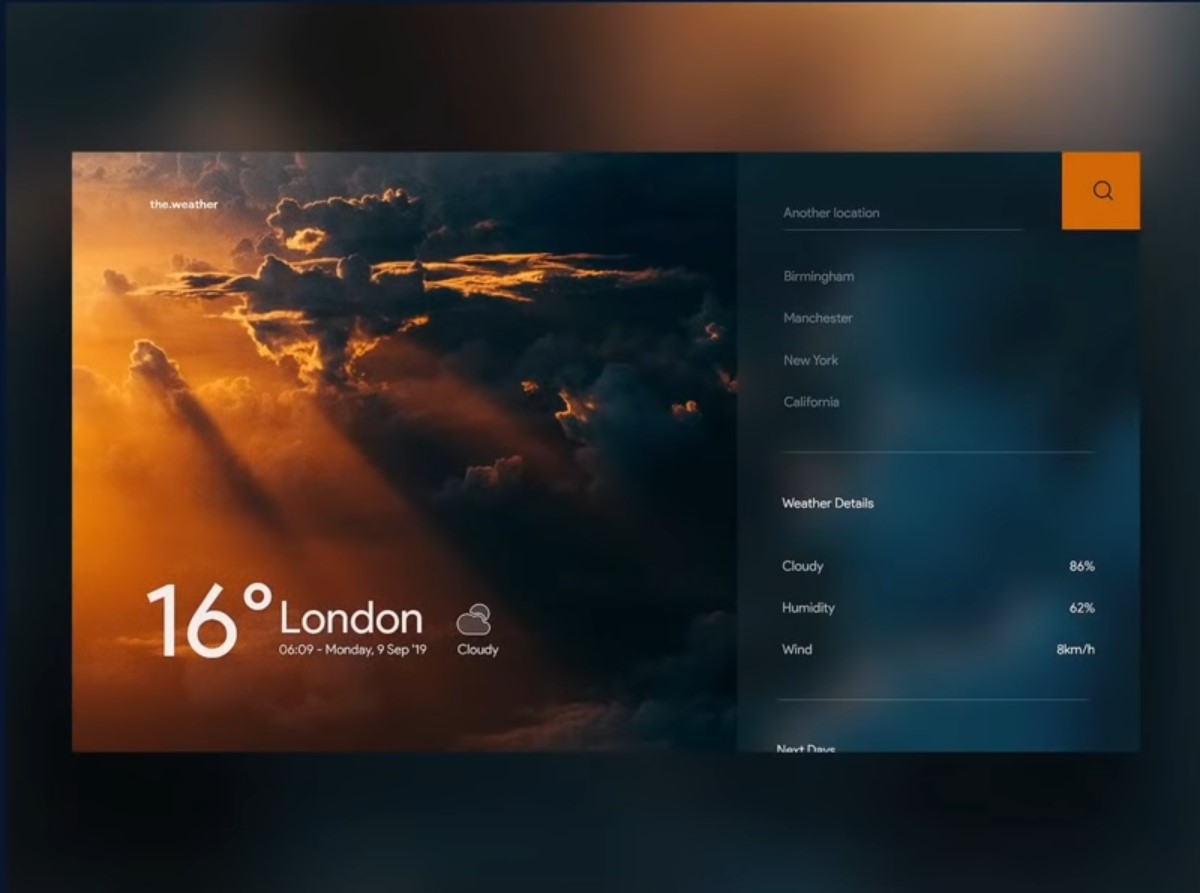 the.weather
16° London
06:09 - Monday, 9 Sep '19
Cloudy
Another location
Birmingham
Manchester
New York
California
Weather Details
Cloudy 86%
Humidity 62%
Wind 8km/h
Next Days